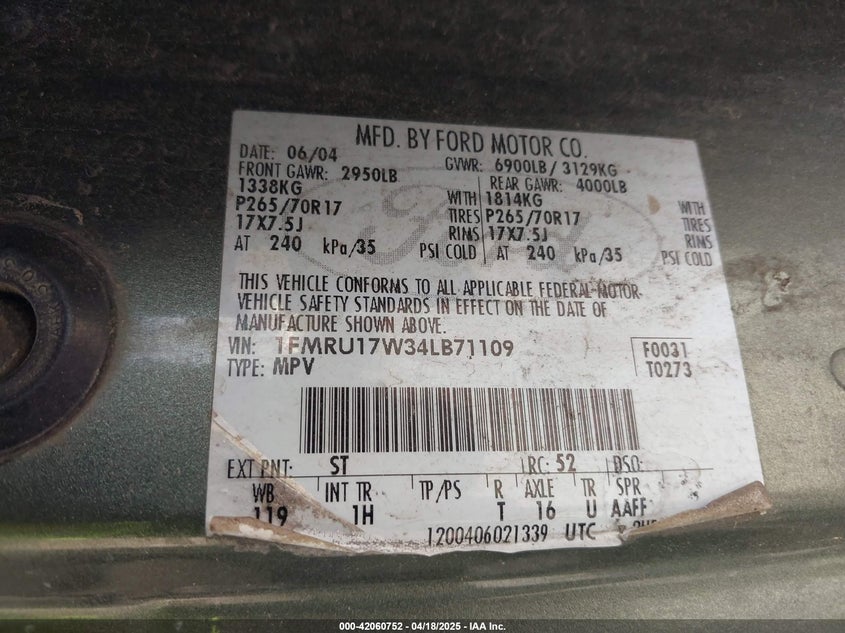 MFD. BY FORD MOTOR CO.
DATE: 06/04 GVWR: 6900LB / 3129KG
FRONT GAWR: 2950LB REAR GAWR: 4000LB
1338KG WITH 1814KG WITH
P265/70R17 TIRES P265/70R17 TIRES
17X7.5J RIMS 17X7.5J RIMS
AT 240 kPa/35 PSI COLD AT 240 kPa/35 PSI COLD
Ford
THIS VEHICLE CONFORMS TO ALL APPLICABLE FEDERAL MOTOR
VEHICLE SAFETY STANDARDS IN EFFECT ON THE DATE OF
MANUFACTURE SHOWN ABOVE.
VIN: 1FMRU17W34LB71109 F0031
TYPE: MPV T0273
EXT PNT: ST RC: 52 DSO:
WB INT TR TP/PS R AXLE TR SPR
119 1H T 16 U AAFF
1200406021339 UTC
000-42060752 - 04/18/2025 - IAA Inc.